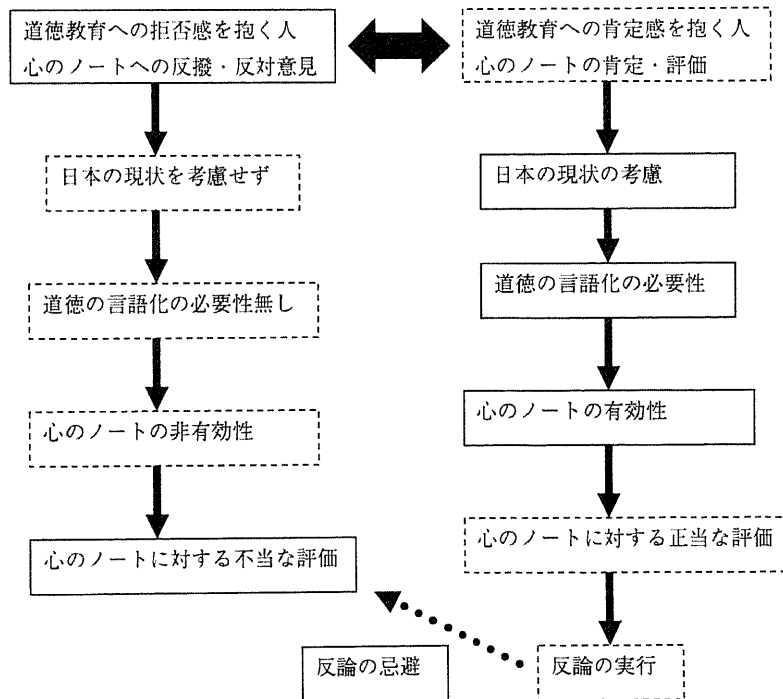 道徳教育への拒否感を抱く人
心のノートへの反撥・反対意見
日本の現状を考慮せず
道徳の言語化の必要性無し
心のノートの非有効性
心のノートに対する不当な評価
道徳教育への肯定感を抱く人
心のノートの肯定・評価
日本の現状の考慮
道徳の言語化の必要性
心のノートの有効性
心のノートに対する正当な評価
反論の忌避
反論の実行